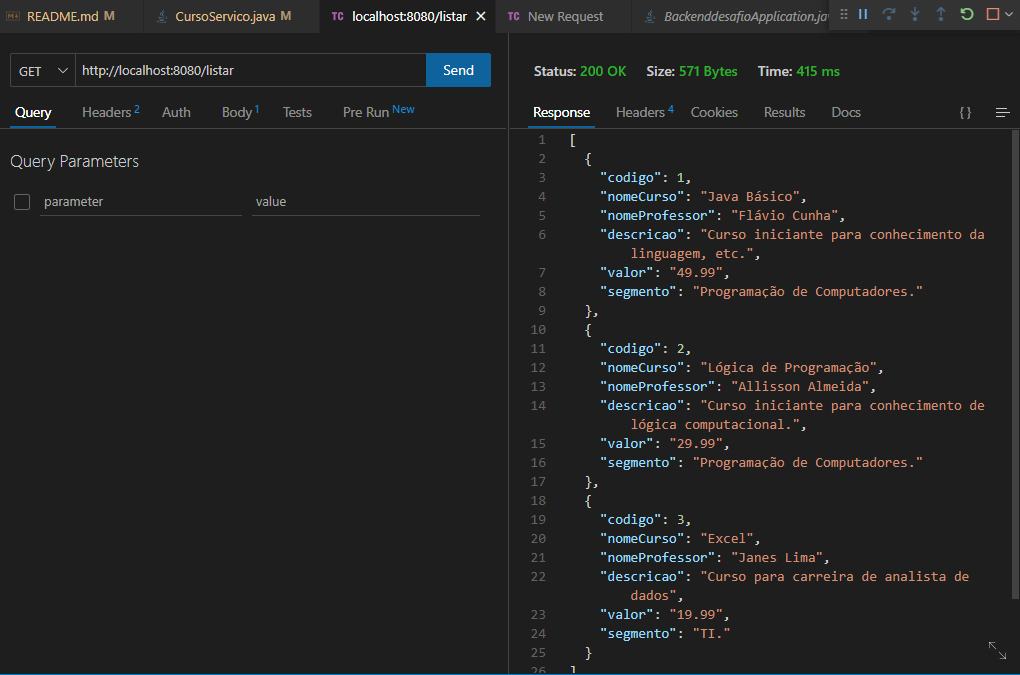 README.md M
CursoServico.java M
TC localhost:8080/listar
TC New Request
BackenddesafioApplication.jav
GET http://localhost:8080/listar Send
Query Headers 2 Auth Body 1 Tests Pre Run New
Query Parameters
parameter value
Status: 200 OK Size: 571 Bytes Time: 415 ms
Response Headers 4 Cookies Results Docs { }
1 [
2 {
3 "codigo": 1,
4 "nomeCurso": "Java Básico",
5 "nomeProfessor": "Flávio Cunha",
6 "descricao": "Curso iniciante para conhecimento da
linguagem, etc.",
7 "valor": "49.99",
8 "segmento": "Programação de Computadores."
9 },
10 {
11 "codigo": 2,
12 "nomeCurso": "Lógica de Programação",
13 "nomeProfessor": "Allisson Almeida",
14 "descricao": "Curso iniciante para conhecimento de
lógica computacional.",
15 "valor": "29.99",
16 "segmento": "Programação de Computadores."
17 },
18 {
19 "codigo": 3,
20 "nomeCurso": "Excel",
21 "nomeProfessor": "Janes Lima",
22 "descricao": "Curso para carreira de analista de
dados",
23 "valor": "19.99",
24 "segmento": "TI."
25 }
26 ]